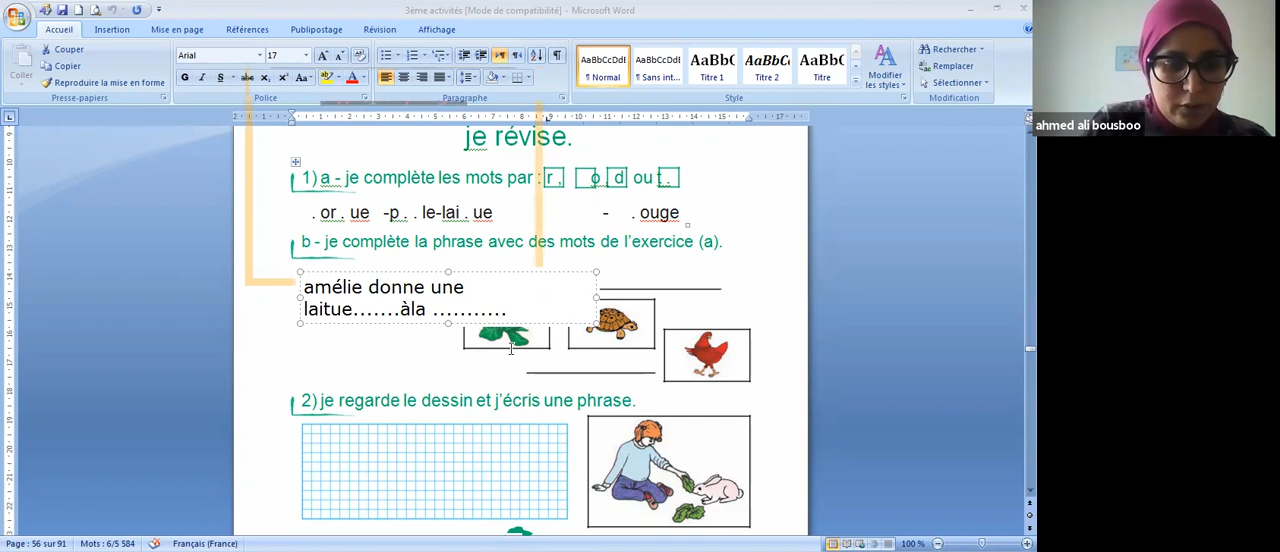 3ème activités [Mode de compatibilité] - Microsoft Word
Accueil Insertion Mise en page Références Publipostage Révision Affichage
Coller
Couper
Copier
Reproduire la mise en forme
Presse-papiers
Arial 17
G I S abc x₂ x² Aa
Police
Paragraphe
AaBbCcDdE AaBbCcDdE AaBbC AaBbCc AaBbC
¶ Normal ¶ Sans int... Titre 1 Titre 2 Titre
Modifier les styles
Style
Rechercher
Remplacer
Sélectionner
Modification
ahmed ali bousboo
je révise.
1) a - je complète les mots par : r , o , d ou t .
. or . ue -p . . le-lai . ue - . ouge
b - je complète la phrase avec des mots de l’exercice (a).
amélie donne une
laitue.......àla ...........
2) je regarde le dessin et j’écris une phrase.
Page : 56 sur 91 Mots : 6/5 584 Français (France) 100 %